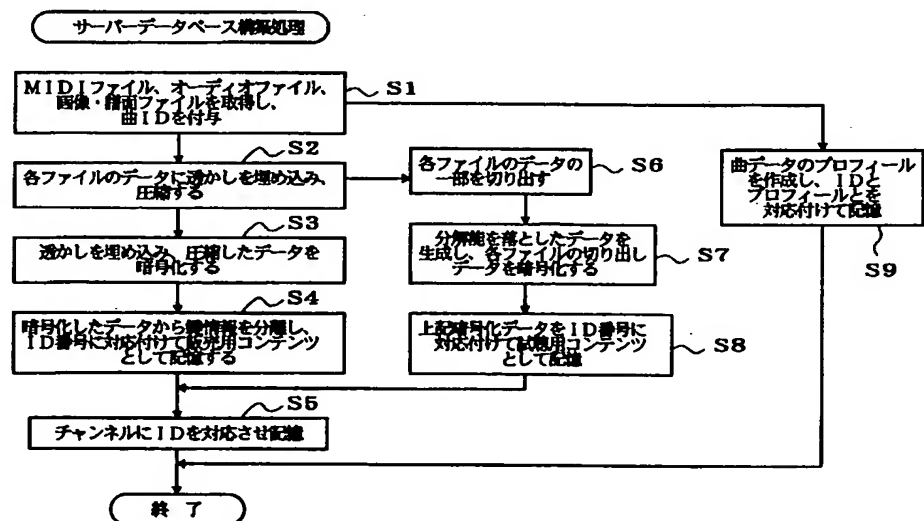 サーバーデータベース構築処理
S1
MIDIファイル、オーディオファイル、
画像・譜面ファイルを取得し、
曲IDを付与
S2
各ファイルのデータに透かしを埋め込み、
圧縮する
S3
透かしを埋め込み、圧縮したデータを
暗号化する
S4
暗号化したデータから鍵情報を分離し、
ID番号に対応付けて販売用コンテンツ
として記憶する
S5
チャンネルにIDを対応させ記憶
終了
S6
各ファイルのデータの
一部を切り出す
S7
分解能を落としたデータを
生成し、各ファイルの切り出し
データを暗号化する
S8
上記暗号化データをID番号に
対応付けて試聴用コンテンツ
として記憶
曲データのプロフィール
を作成し、IDと
プロフィールとを
対応付けて記憶
S9